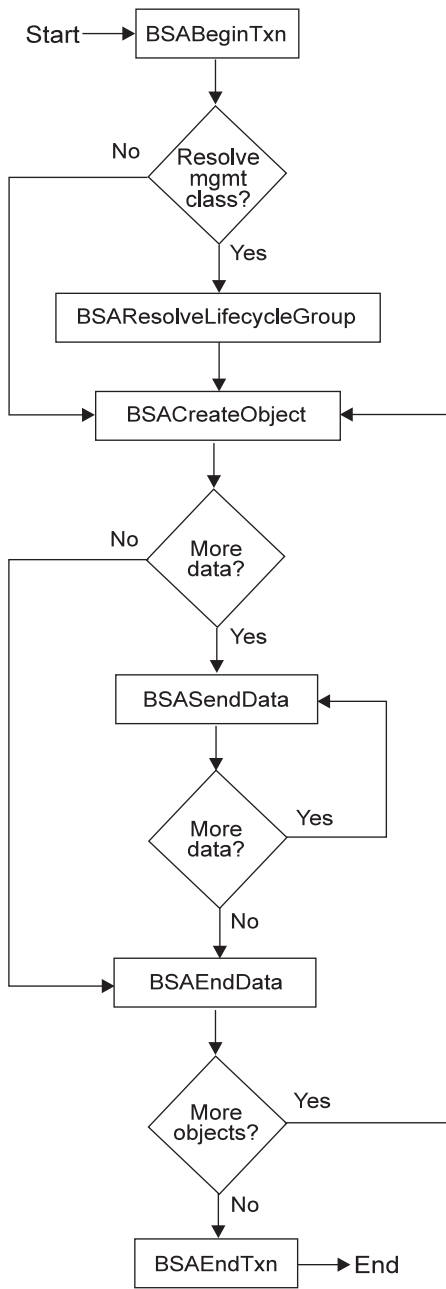 Start
BSABeginTxn
No
Resolve
mgmt
class?
Yes
BSAResolveLifecycleGroup
BSACreateObject
No
More
data?
Yes
BSASendData
More
data?
Yes
No
BSAEndData
More
objects?
Yes
No
BSAEndTxn
End